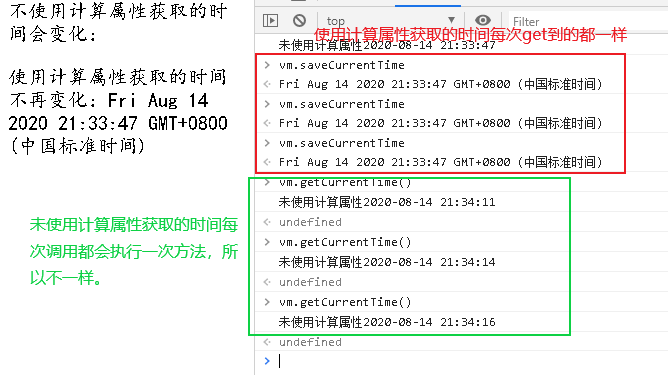 不使用计算属性获取的时
间会变化：
使用计算属性获取的时间
不再变化：Fri Aug 14
2020 21:33:47 GMT+0800
(中国标准时间)
未使用计算属性获取的时间每
次调用都会执行一次方法，所
以不一样。
top
Filter
使用计算属性获取的时间每次get到的都一样
未使用计算属性2020-08-14 21:33:47
vm.saveCurrentTime
Fri Aug 14 2020 21:33:47 GMT+0800 (中国标准时间)
vm.saveCurrentTime
Fri Aug 14 2020 21:33:47 GMT+0800 (中国标准时间)
vm.saveCurrentTime
Fri Aug 14 2020 21:33:47 GMT+0800 (中国标准时间)
vm.getCurrentTime()
未使用计算属性2020-08-14 21:34:11
undefined
vm.getCurrentTime()
未使用计算属性2020-08-14 21:34:14
undefined
vm.getCurrentTime()
未使用计算属性2020-08-14 21:34:16
undefined